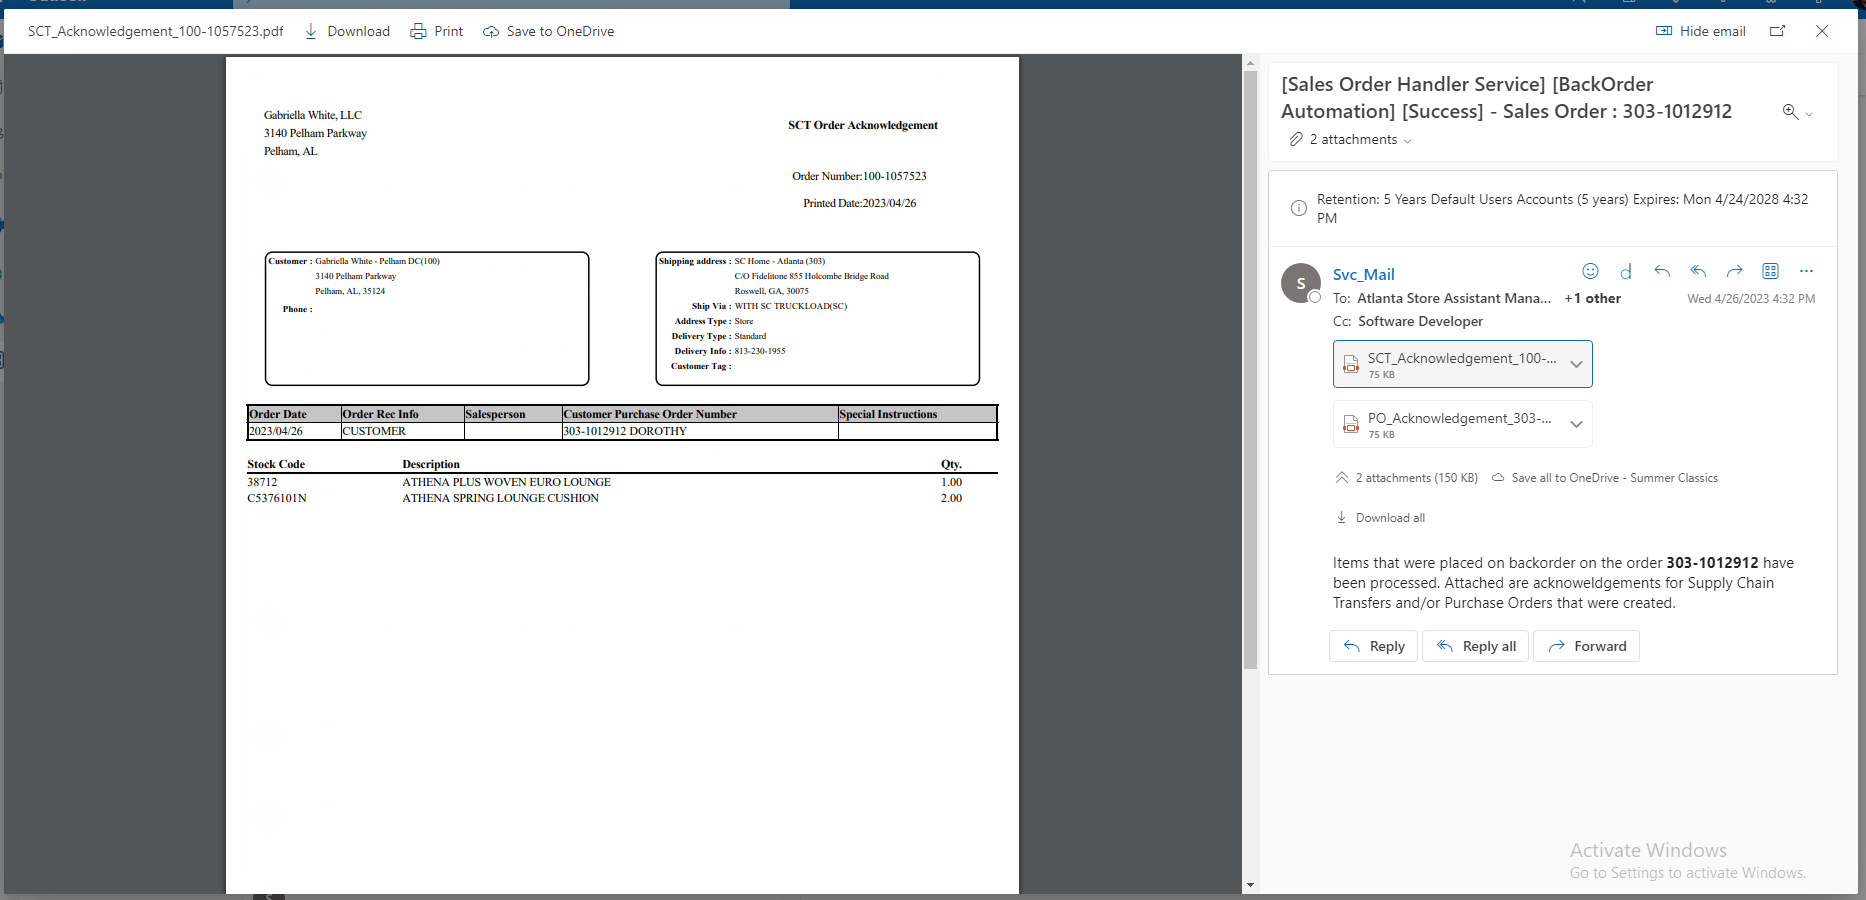 SCT_Acknowledgement_100-1057523.pdf Download Print Save to OneDrive Hide email
Gabriella White, LLC
3140 Pelham Parkway
Pelham, AL
SCT Order Acknowledgement
Order Number:100-1057523
Printed Date:2023/04/26
Customer : Gabriella White - Pelham DC(100)
3140 Pelham Parkway
Pelham, AL, 35124
Phone :
Shipping address : SC Home - Atlanta (303)
C/O Fidelitone 855 Holcombe Bridge Road
Roswell, GA, 30075
Ship Via : WITH SC TRUCKLOAD(SC)
Address Type : Store
Delivery Type : Standard
Delivery Info : 813-230-1955
Customer Tag :
Order Date Order Rec Info Salesperson Customer Purchase Order Number Special Instructions
2023/04/26 CUSTOMER 303-1012912 DOROTHY
Stock Code Description Qty.
38712 ATHENA PLUS WOVEN EURO LOUNGE 1.00
C5376101N ATHENA SPRING LOUNGE CUSHION 2.00
[Sales Order Handler Service] [BackOrder
Automation] [Success] - Sales Order : 303-1012912
2 attachments
Retention: 5 Years Default Users Accounts (5 years) Expires: Mon 4/24/2028 4:32
PM
S
Svc_Mail
To: Atlanta Store Assistant Mana... +1 other Wed 4/26/2023 4:32 PM
Cc: Software Developer
SCT_Acknowledgement_100-...
75 KB
PO_Acknowledgement_303-...
75 KB
2 attachments (150 KB) Save all to OneDrive - Summer Classics
Download all
Items that were placed on backorder on the order 303-1012912 have
been processed. Attached are acknoweldgements for Supply Chain
Transfers and/or Purchase Orders that were created.
Reply Reply all Forward
Activate Windows
Go to Settings to activate Windows.